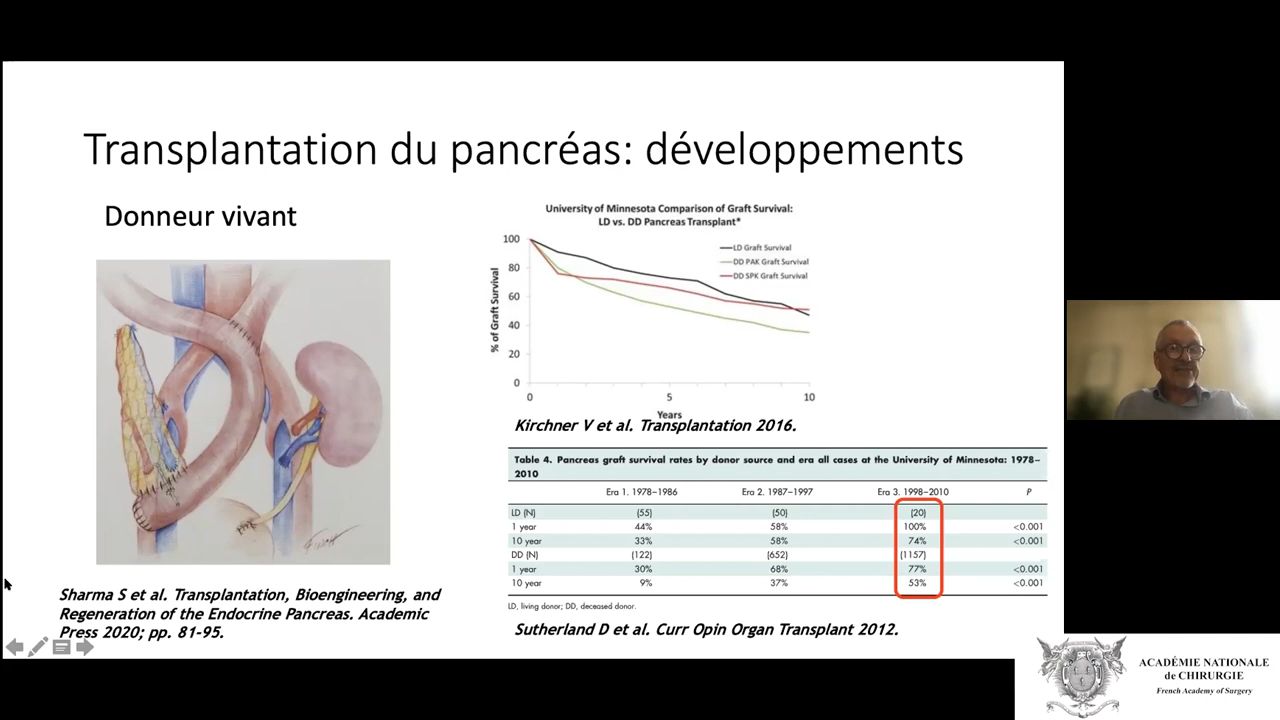 Transplantation du pancréas: développements
Donneur vivant
Sharma S et al. Transplantation, Bioengineering, and
Regeneration of the Endocrine Pancreas. Academic
Press 2020; pp. 81-95.
University of Minnesota Comparison of Graft Survival:
LD vs. DD Pancreas Transplant*
% of Graft Survival
100
80
60
40
20
0
0 5 10
Years
LD Graft Survival
DD PAK Graft Survival
DD SPK Graft Survival
Kirchner V et al. Transplantation 2016.
Table 4. Pancreas graft survival rates by donor source and era all cases at the University of Minnesota: 1978–
2010
Era 1. 1978–1986 Era 2. 1987–1997 Era 3. 1998–2010 P
LD (N) (55) (50) (20)
1 year 44% 58% 100% <0.001
10 year 33% 58% 74% <0.001
DD (N) (122) (652) (1157)
1 year 30% 68% 77% <0.001
10 year 9% 37% 53% <0.001
LD, living donor; DD, deceased donor.
Sutherland D et al. Curr Opin Organ Transplant 2012.
ACADÉMIE NATIONALE
de CHIRURGIE
French Academy of Surgery